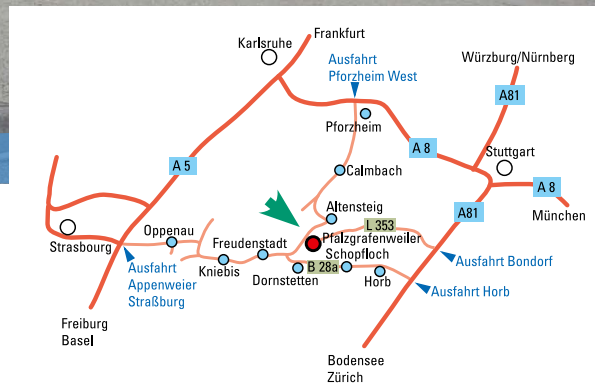 Frankfurt
Karlsruhe
Ausfahrt
Pforzheim West
Würzburg/Nürnberg
A81
Pforzheim
A 5
A 8
Stuttgart
Calmbach
A 8
Altensteig
A81
München
L 353
Oppenau
Strasbourg
Freudenstadt
Pfalzgrafenweiler
Schopfloch
Kniebis
Dornstetten
B 28a
Horb
Ausfahrt Bondorf
Ausfahrt
Appenweier
Straßburg
Ausfahrt Horb
Freiburg
Basel
Bodensee
Zürich